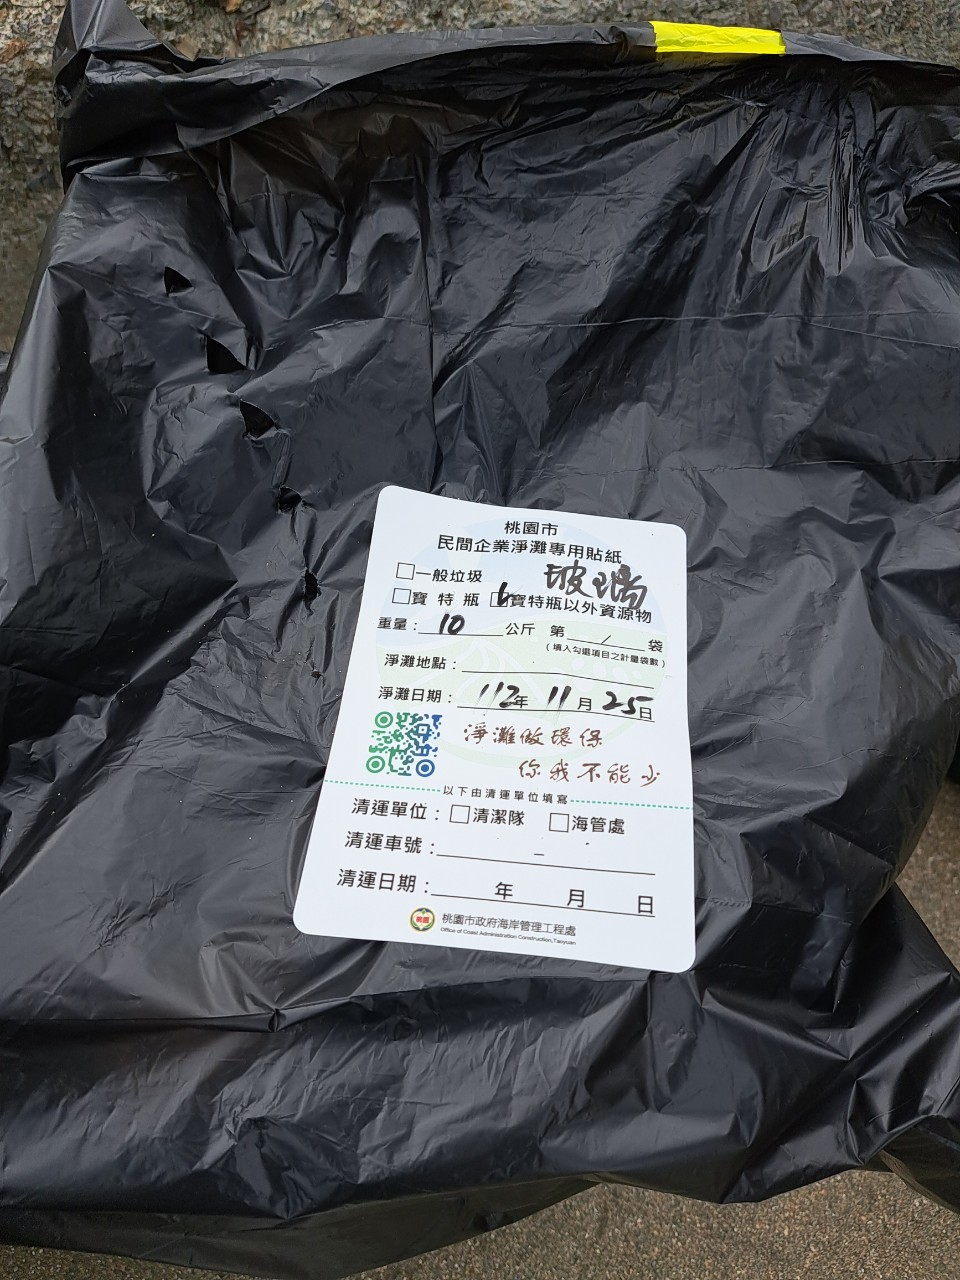 桃園市
民間企業淨灘專用貼紙
□一般垃圾 玻璃
□寶特瓶 ☑寶特瓶以外資源物
重量：10公斤 第 / 袋
(填入勾選項目之計量袋數)
淨灘地點：
淨灘日期：112年11月25日
淨灘做環保
你我不能少
以下由清運單位填寫
清運單位：□清潔隊 □海管處
清運車號：
清運日期： 年 月 日
桃園
桃園市政府海岸管理工程處
Office of Coast Administration Construction,Taoyuan